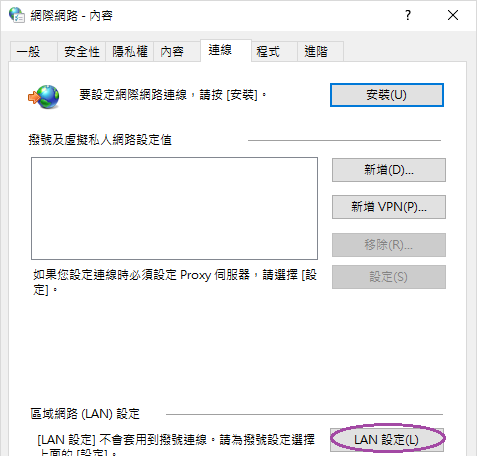 網際網路 - 內容
一般 安全性 隱私權 內容 連線 程式 進階
要設定網際網路連線，請按 [安裝]。
安裝(U)
撥號及虛擬私人網路設定值
新增(D)...
新增 VPN(P)...
移除(R)...
設定(S)
如果您設定連線時必須設定 Proxy 伺服器，請選擇 [設
定]。
區域網路 (LAN) 設定
[LAN 設定] 不會套用到撥號連線。請為撥號設定選擇
上面的 [設定]。
LAN 設定(L)